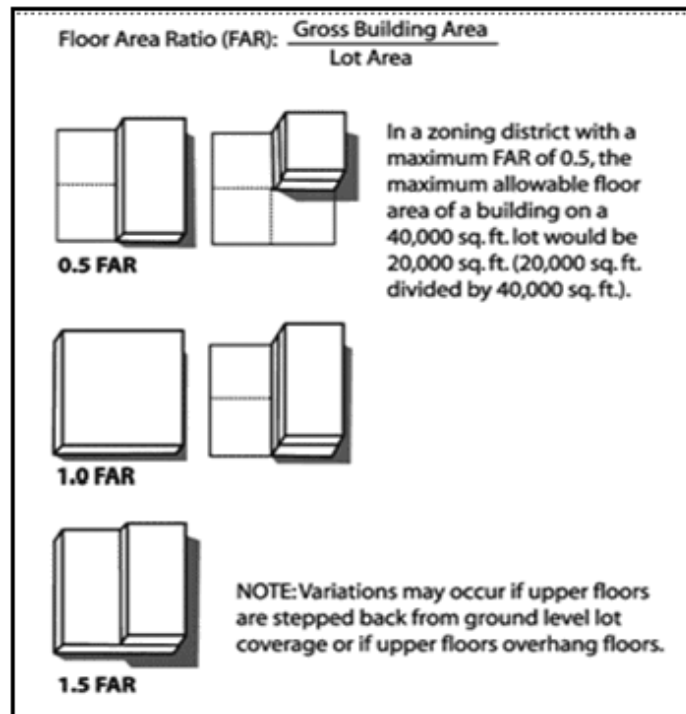 Floor Area Ratio (FAR): Gross Building Area
Lot Area
In a zoning district with a
maximum FAR of 0.5, the
maximum allowable floor
area of a building on a
40,000 sq. ft. lot would be
20,000 sq. ft. (20,000 sq. ft.
divided by 40,000 sq. ft.).
0.5 FAR
1.0 FAR
NOTE: Variations may occur if upper floors
are stepped back from ground level lot
coverage or if upper floors overhang floors.
1.5 FAR